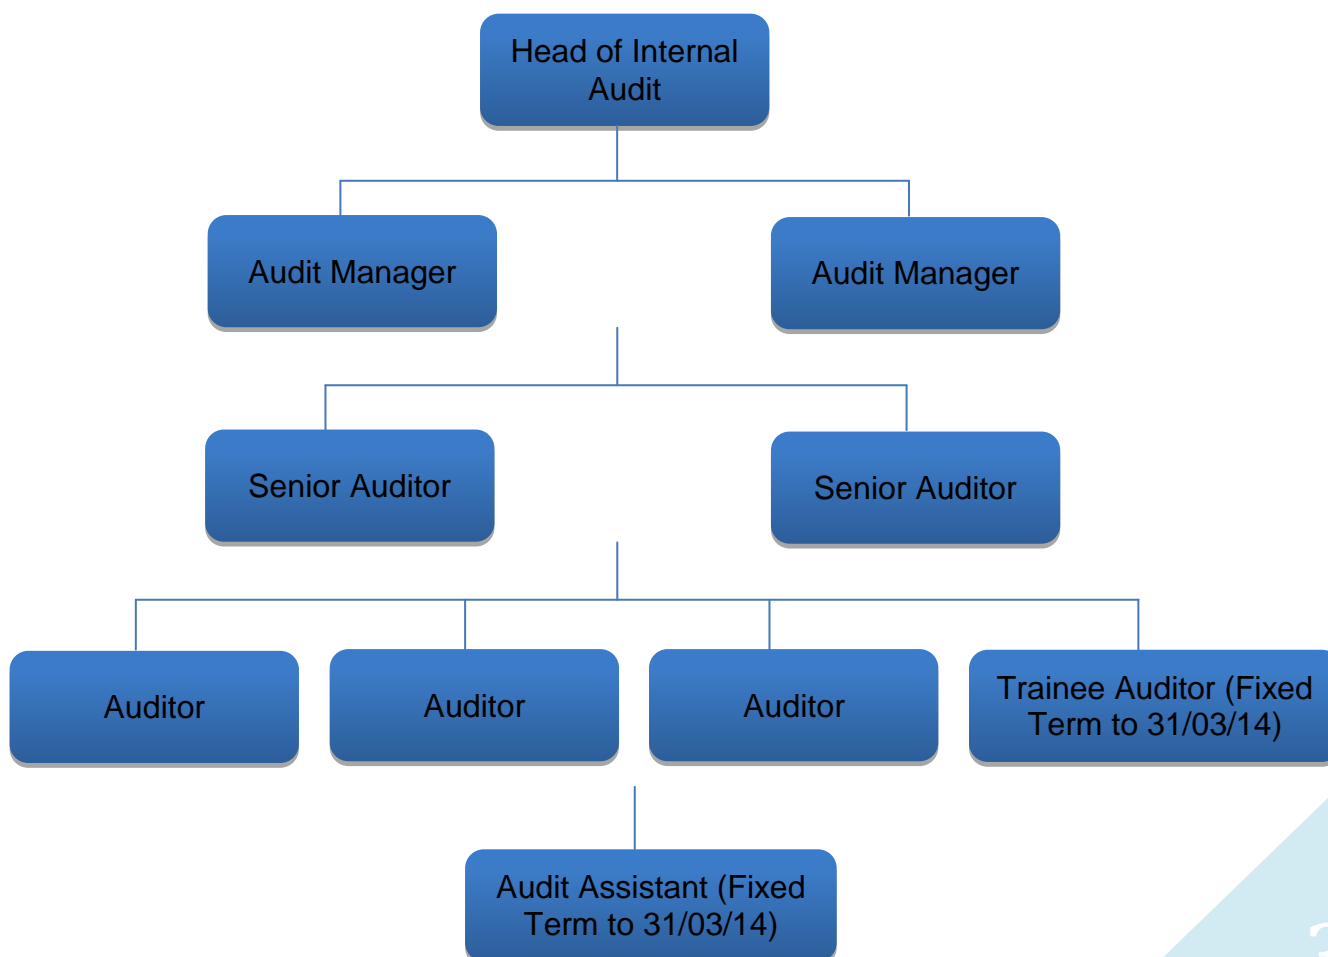 Head of Internal
Audit
Audit Manager
Audit Manager
Senior Auditor
Senior Auditor
Auditor
Auditor
Auditor
Trainee Auditor (Fixed
Term to 31/03/14)
Audit Assistant (Fixed
Term to 31/03/14)